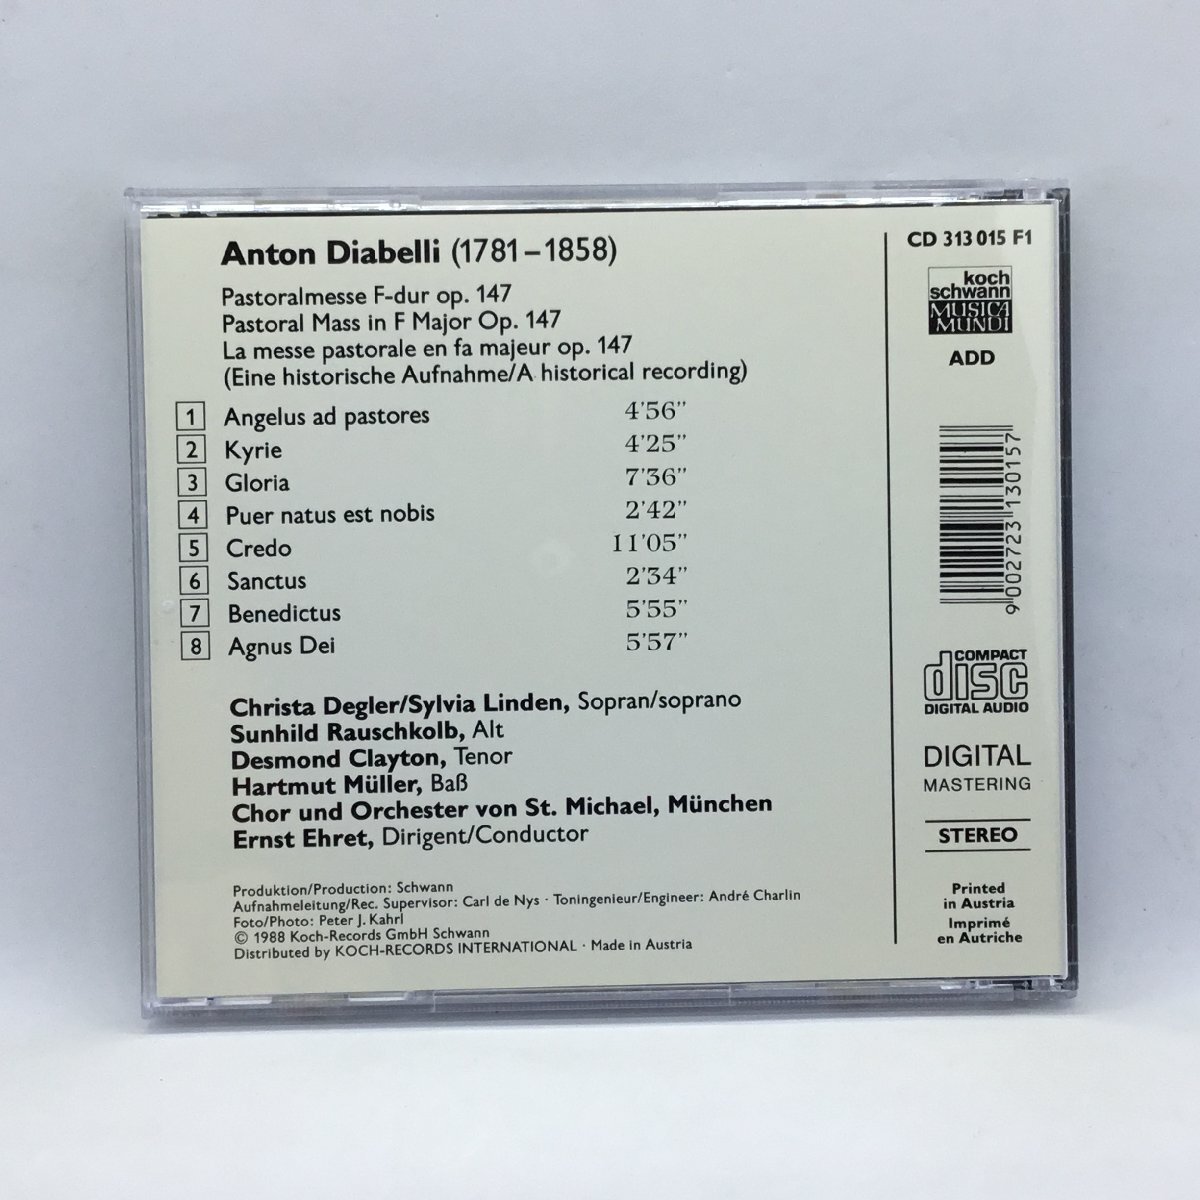 Anton Diabelli (1781–1858)
Pastoralmesse F-dur op. 147
Pastoral Mass in F Major Op. 147
La messe pastorale en fa majeur op. 147
(Eine historische Aufnahme/A historical recording)
1 Angelus ad pastores 4'56"
2 Kyrie 4'25"
3 Gloria 7'36"
4 Puer natus est nobis 2'42"
5 Credo 11'05"
6 Sanctus 2'34"
7 Benedictus 5'55"
8 Agnus Dei 5'57"
Christa Degler/Sylvia Linden, Sopran/soprano
Sunhild Rauschkolb, Alt
Desmond Clayton, Tenor
Hartmut Müller, Baß
Chor und Orchester von St. Michael, München
Ernst Ehret, Dirigent/Conductor
Produktion/Production: Schwann
Aufnahmeleitung/Rec. Supervisor: Carl de Nys · Toningenieur/Engineer: André Charlin
Foto/Photo: Peter J. Kahrl
© 1988 Koch-Records GmbH Schwann
Distributed by KOCH-RECORDS INTERNATIONAL · Made in Austria
CD 313 015 F1
koch
schwann
MUSICA
MUNDI
ADD
9 002723 130157
COMPACT
disc
DIGITAL AUDIO
DIGITAL
MASTERING
STEREO
Printed
in Austria
Imprimé
en Autriche